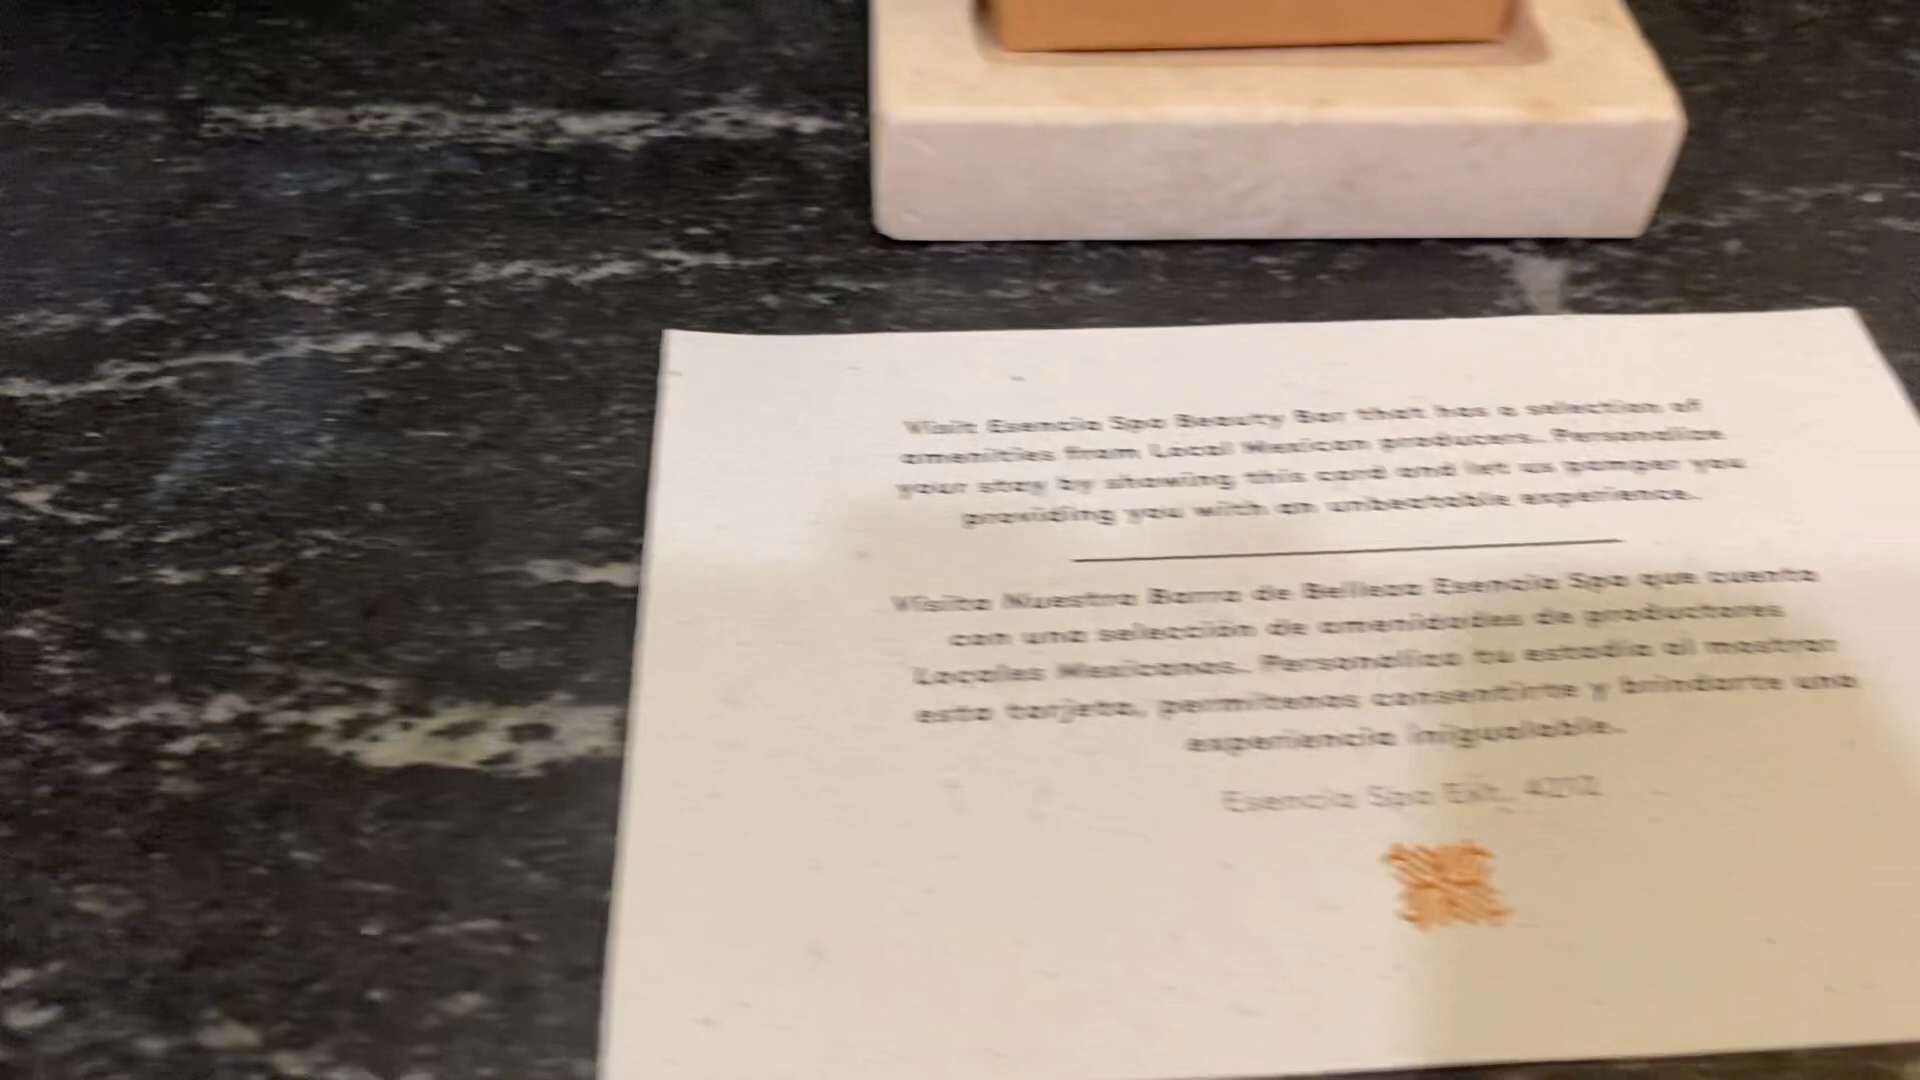 Visit Esencia Spa Beauty Bar that has a selection of
amenities from Local Mexican producers. Personalize
your stay by showing this card and let us pamper you
providing you with an unbeatable experience.
Visita Nuestra Barra de Belleza Esencia Spa que cuenta
con una selección de amenidades de productores
Locales Mexicanos. Personaliza tu estadía al mostrar
esta tarjeta, permítenos consentirte y brindarte una
experiencia inigualable.
Esencia Spa Ext. 4212